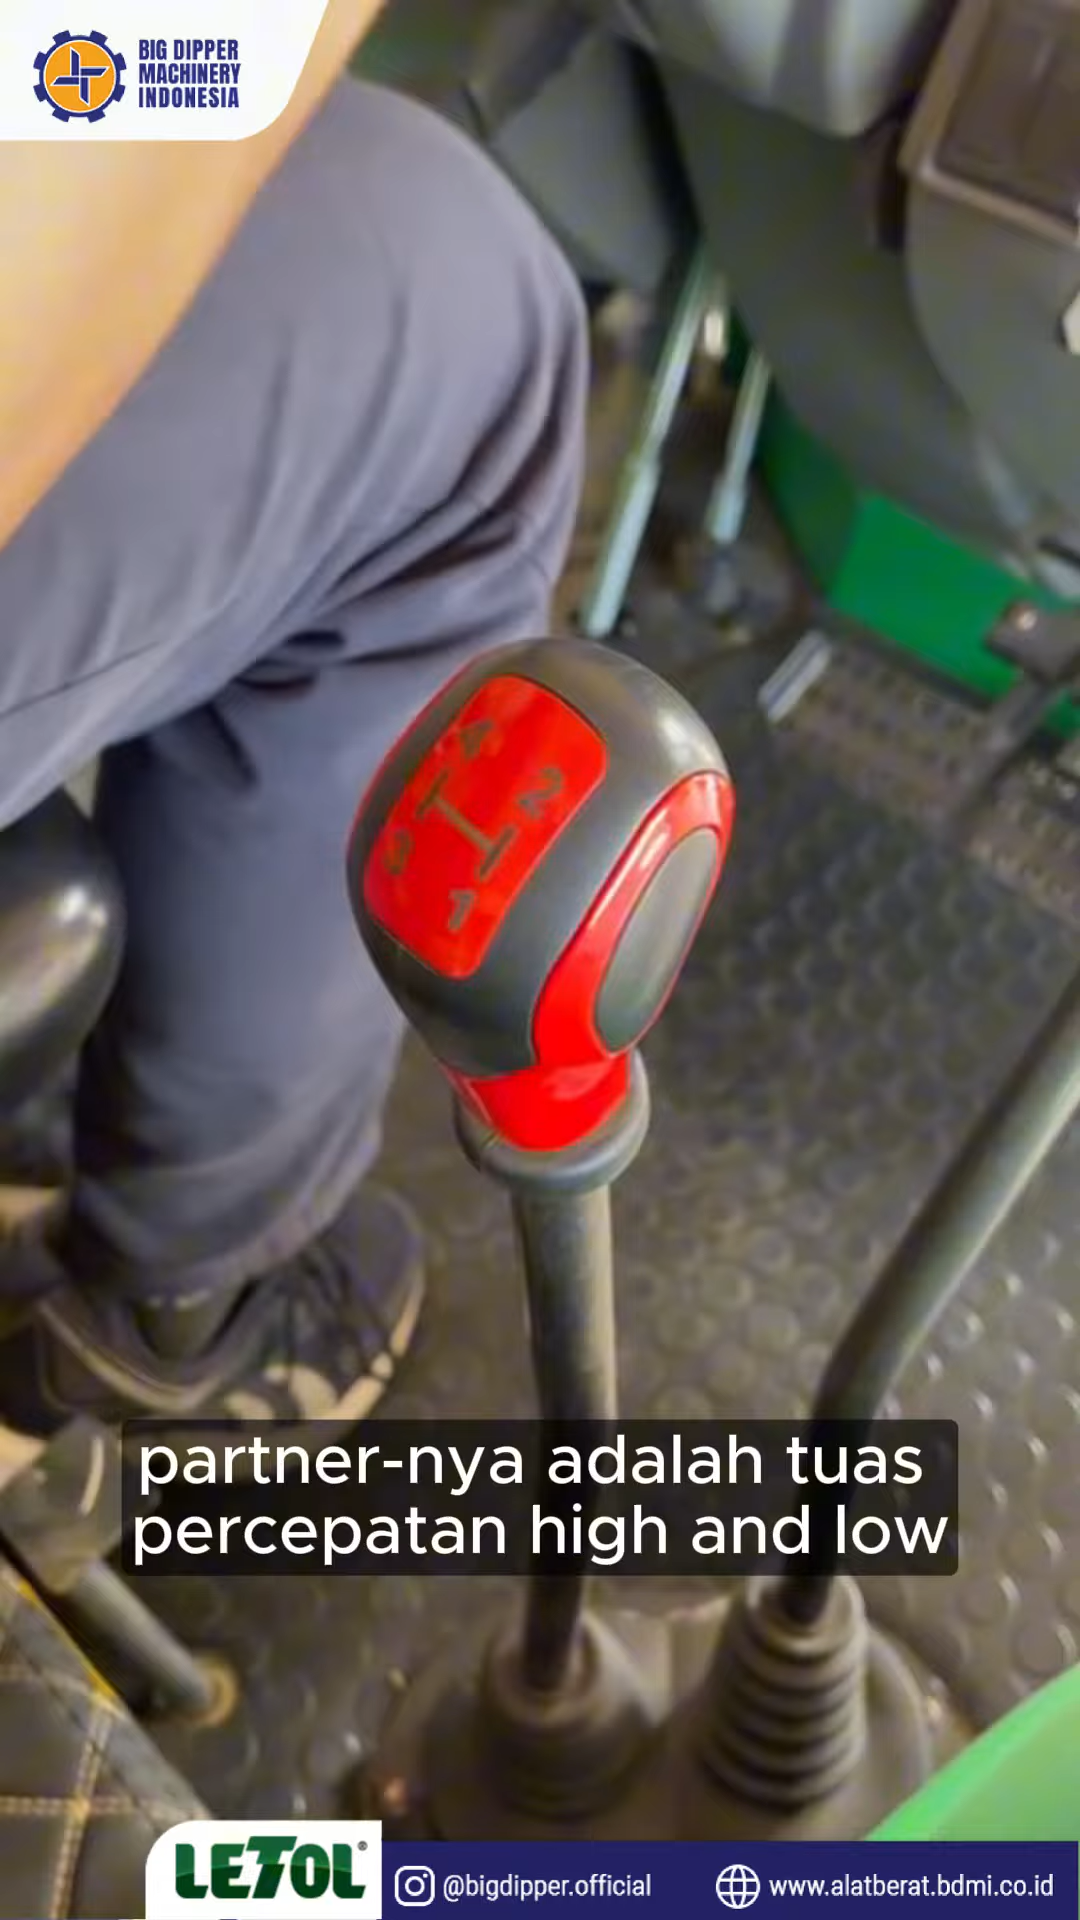 BIG DIPPER
MACHINERY
INDONESIA
4
2
3
1
partner-nya adalah tuas
percepatan high and low
LETOL®
@bigdipper.official
www.alatberat.bdmi.co.id